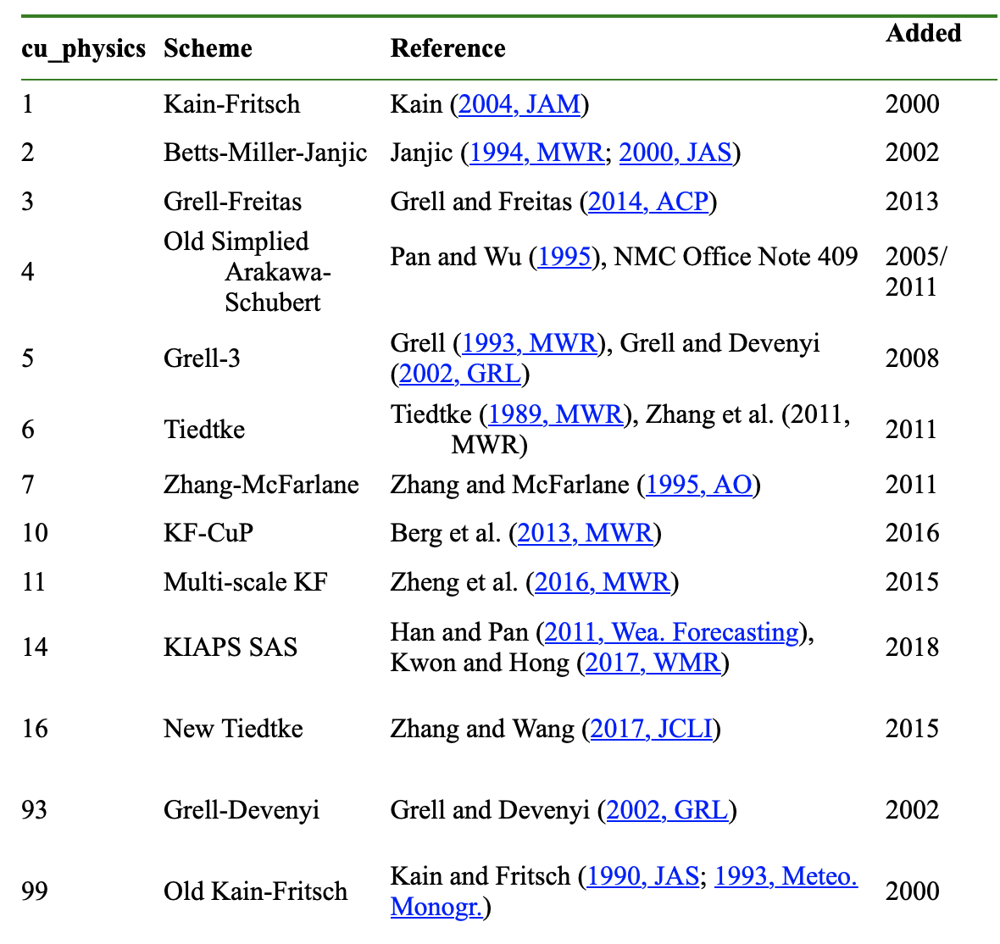 cu_physics Scheme Reference Added
1 Kain-Fritsch Kain (2004, JAM) 2000
2 Betts-Miller-Janjic Janjic (1994, MWR; 2000, JAS) 2002
3 Grell-Freitas Grell and Freitas (2014, ACP) 2013
4 Old Simplied
Arakawa-
Schubert Pan and Wu (1995), NMC Office Note 409 2005/
2011
5 Grell-3 Grell (1993, MWR), Grell and Devenyi
(2002, GRL) 2008
6 Tiedtke Tiedtke (1989, MWR), Zhang et al. (2011,
MWR) 2011
7 Zhang-McFarlane Zhang and McFarlane (1995, AO) 2011
10 KF-CuP Berg et al. (2013, MWR) 2016
11 Multi-scale KF Zheng et al. (2016, MWR) 2015
14 KIAPS SAS Han and Pan (2011, Wea. Forecasting),
Kwon and Hong (2017, WMR) 2018
16 New Tiedtke Zhang and Wang (2017, JCLI) 2015
93 Grell-Devenyi Grell and Devenyi (2002, GRL) 2002
99 Old Kain-Fritsch Kain and Fritsch (1990, JAS; 1993, Meteo.
Monogr.) 2000